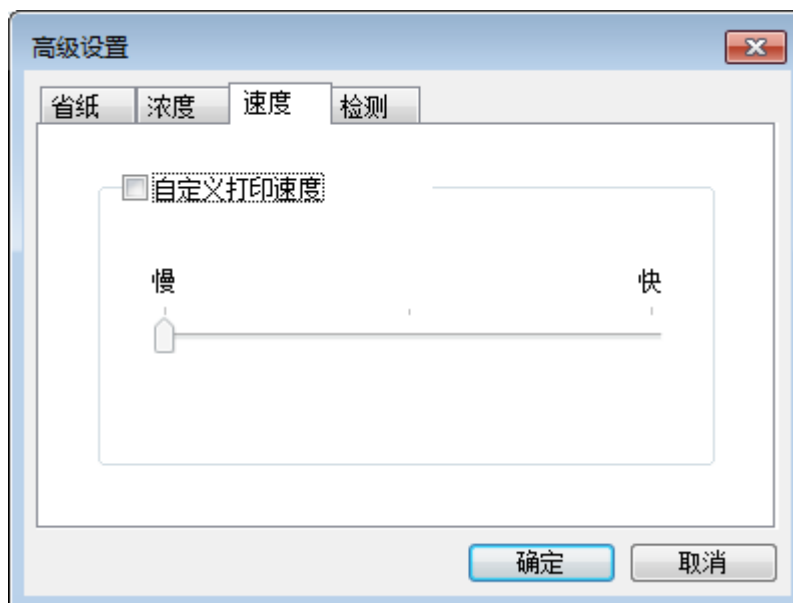 高级设置
省纸 浓度 速度 检测
自定义打印速度
慢 快
确定 取消